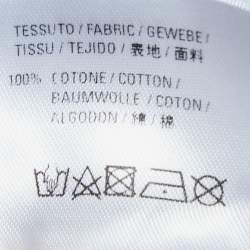 TESSUTO / FABRIC / GEWEBE /
TISSU / TEJIDO / 表地 / 面料
100% COTONE / COTTON /
BAUMWOLLE / COTON /
ALGODON / 綿 / 棉